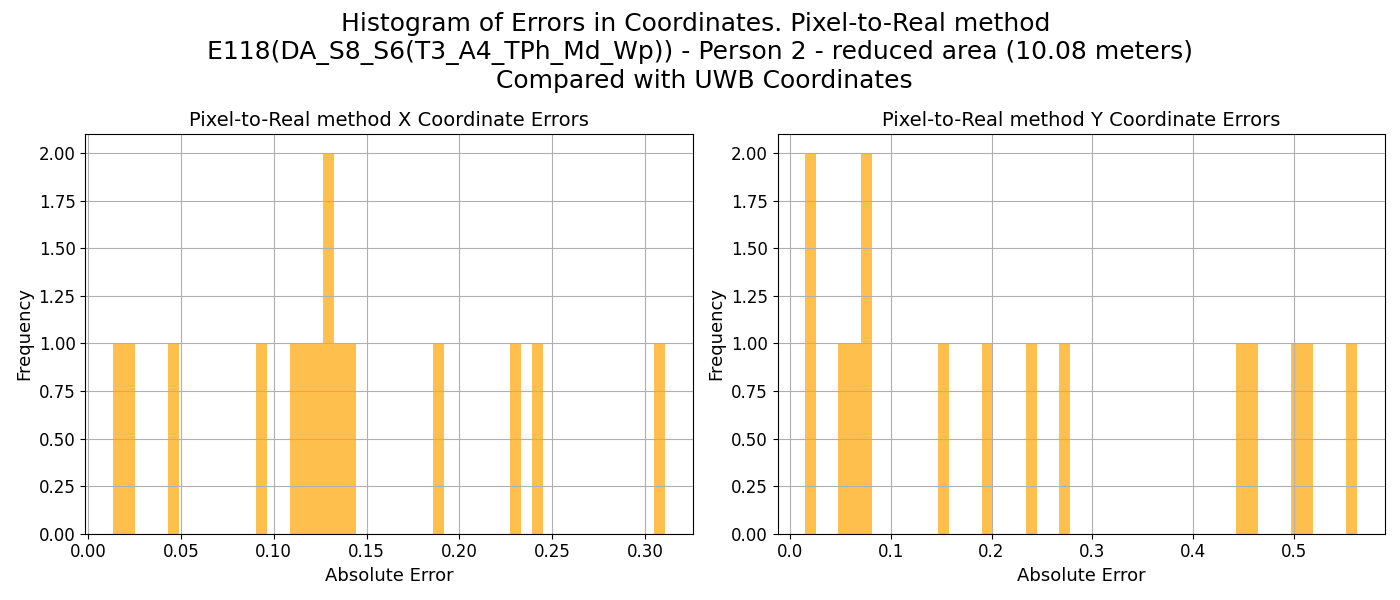 Histogram of Errors in Coordinates. Pixel-to-Real method
E118(DA_S8_S6(T3_A4_TPh_Md_Wp)) - Person 2 - reduced area (10.08 meters)
Compared with UWB Coordinates
Pixel-to-Real method X Coordinate Errors
2.00
1.75
1.50
1.25
1.00
0.75
0.50
0.25
0.00
Frequency
0.00 0.05 0.10 0.15 0.20 0.25 0.30
Absolute Error
Pixel-to-Real method Y Coordinate Errors
2.00
1.75
1.50
1.25
1.00
0.75
0.50
0.25
0.00
Frequency
0.0 0.1 0.2 0.3 0.4 0.5
Absolute Error